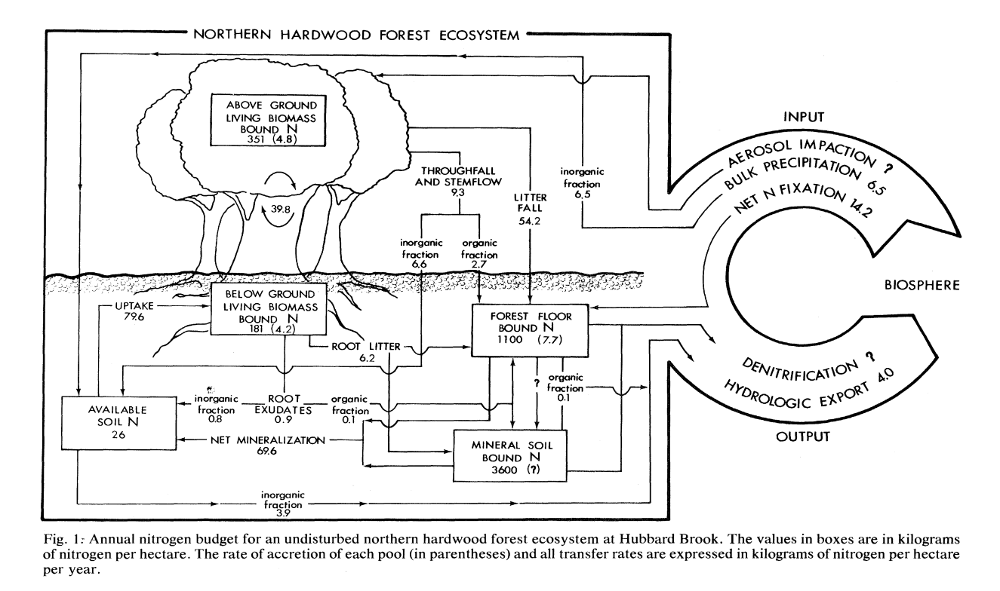 NORTHERN HARDWOOD FOREST ECOSYSTEM
ABOVE GROUND
LIVING BIOMASS
BOUND N
351 (4.8)
39.8
THROUGHFALL
AND STEMFLOW
9.3
LITTER
FALL
54.2
inorganic
fraction
6.5
inorganic
fraction
6.6
organic
fraction
2.7
INPUT
AEROSOL IMPACTION ?
BULK PRECIPITATION 6.5
NET N FIXATION 14.2
BIOSPHERE
UPTAKE
79.6
BELOW GROUND
LIVING BIOMASS
BOUND N
181 (4.2)
FOREST FLOOR
BOUND N
1100 (7.7)
ROOT LITTER
6.2
?
organic
fraction
0.1
DENITRIFICATION ?
HYDROLOGIC EXPORT 4.0
OUTPUT
AVAILABLE
SOIL N
26
inorganic
fraction
0.8
ROOT
EXUDATES
0.9
organic
fraction
0.1
NET MINERALIZATION
69.6
MINERAL SOIL
BOUND N
3600 (?)
inorganic
fraction
3.9
Fig. 1: Annual nitrogen budget for an undisturbed northern hardwood forest ecosystem at Hubbard Brook. The values in boxes are in kilograms
of nitrogen per hectare. The rate of accretion of each pool (in parentheses) and all transfer rates are expressed in kilograms of nitrogen per hectare
per year.